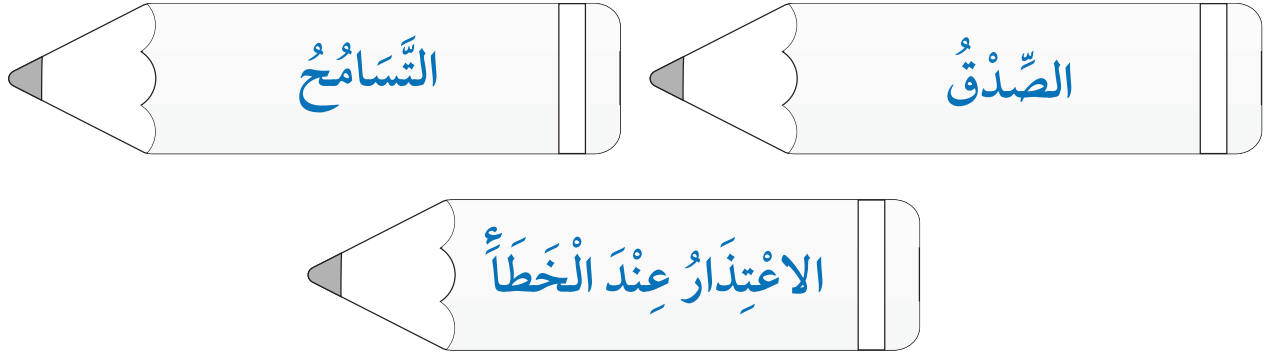 الصِّدْقُ
التَّسَامُحُ
الاعْتِذَارُ عِنْدَ الْخَطَأَِ